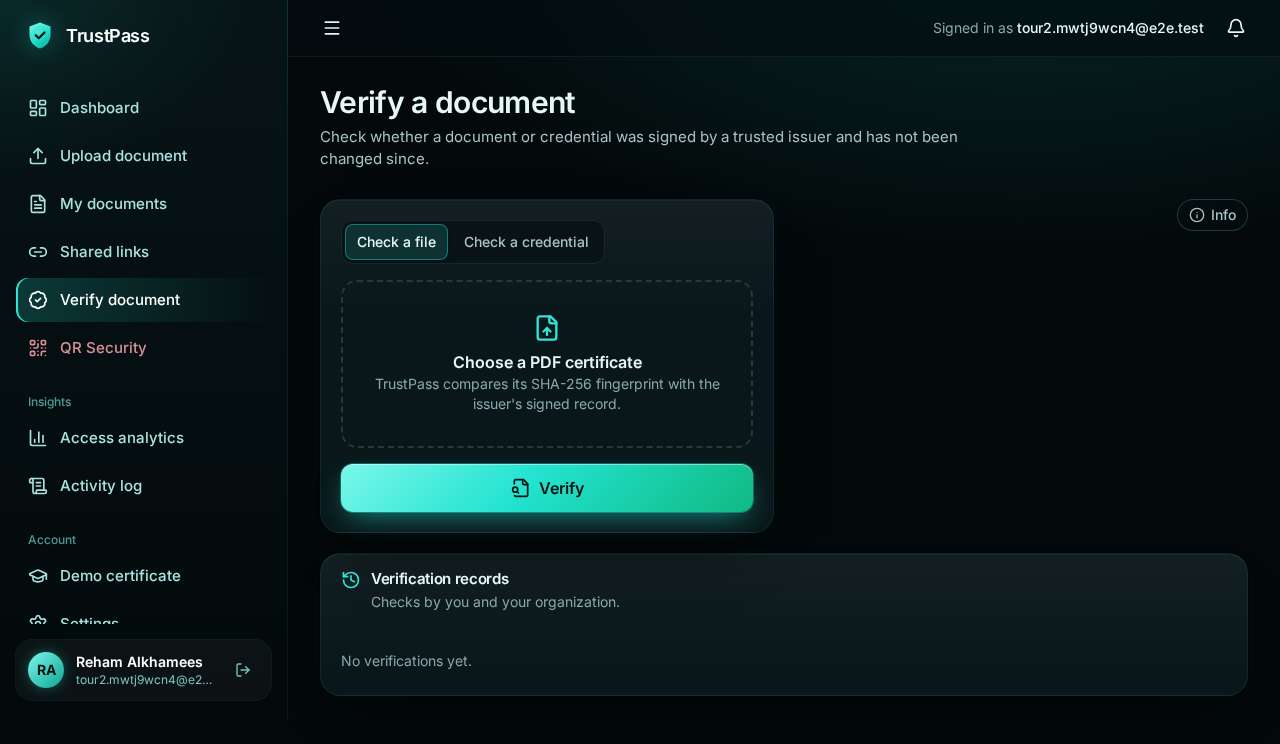 TrustPass
Signed in as tour2.mwtj9wcn4@e2e.test
Dashboard
Upload document
My documents
Shared links
Verify document
QR Security
Insights
Access analytics
Activity log
Account
Demo certificate
Settings
RA
Reham Alkhamees
tour2.mwtj9wcn4@e2...
Verify a document
Check whether a document or credential was signed by a trusted issuer and has not been
changed since.
Info
Check a file
Check a credential
Choose a PDF certificate
TrustPass compares its SHA-256 fingerprint with the
issuer's signed record.
Verify
Verification records
Checks by you and your organization.
No verifications yet.